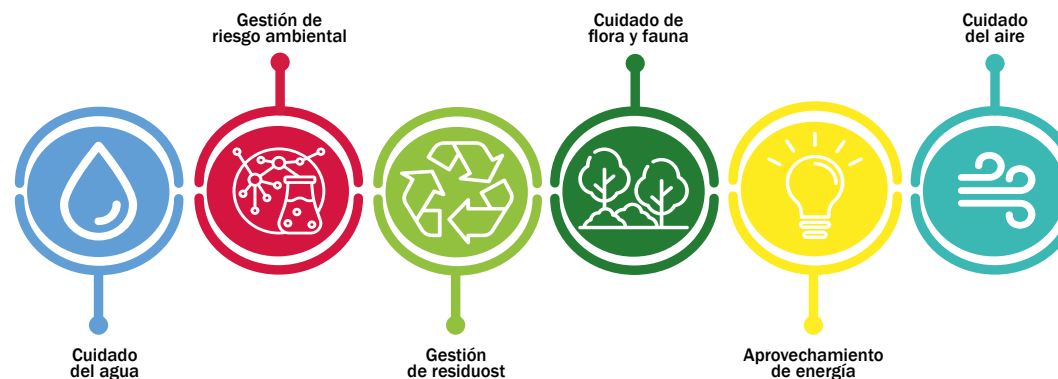 Cuidado
del agua
Gestión de
riesgo ambiental
Gestión
de residuost
Cuidado de
flora y fauna
Aprovechamiento
de energía
Cuidado
del aire